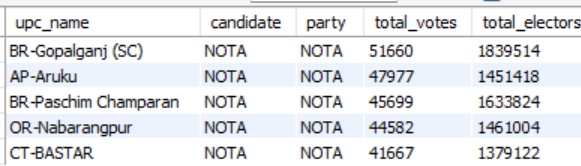 upc_name candidate party total_votes total_electors
BR-Gopalganj (SC) NOTA NOTA 51660 1839514
AP-Aruku NOTA NOTA 47977 1451418
BR-Paschim Champaran NOTA NOTA 45699 1633824
OR-Nabarangpur NOTA NOTA 44582 1461004
CT-BASTAR NOTA NOTA 41667 1379122